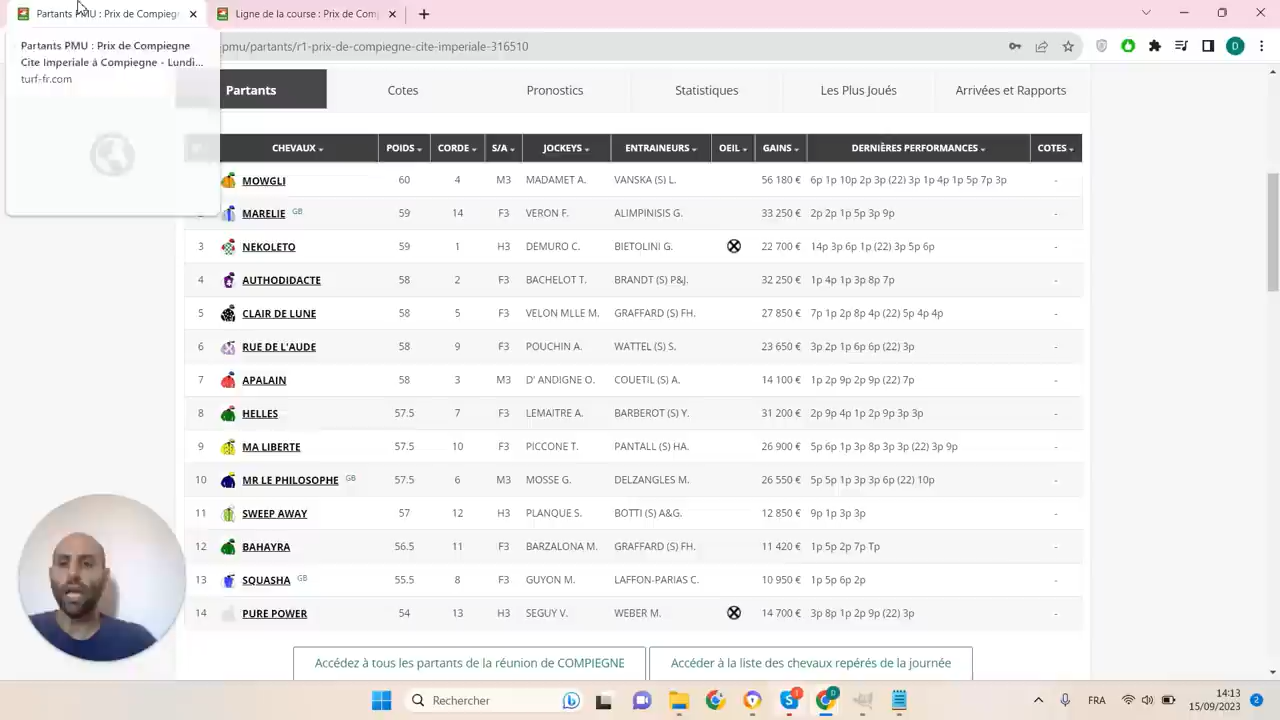 Partants PMU : Prix de Compiegn
Ligne de la course : Prix de Com
Partants PMU : Prix de Compiegne
Cite Imperiale à Compiegne - Lundi...
turf-fr.com
pmu/partants/r1-prix-de-compiegne-cite-imperiale-316510
D
Partants Cotes Pronostics Statistiques Les Plus Joués Arrivées et Rapports
CHEVAUX POIDS CORDE S/A JOCKEYS ENTRAINEURS OEIL GAINS DERNIÈRES PERFORMANCES COTES
MOWGLI 60 4 M3 MADAMET A. VANSKA (S) L. 56 180 € 6p 1p 10p 2p 3p (22) 3p 1p 4p 1p 5p 7p 3p -
MARELIE GB 59 14 F3 VERON F. ALIMPINISIS G. 33 250 € 2p 2p 1p 5p 3p 9p -
3 NEKOLETO 59 1 H3 DEMURO C. BIETOLINI G. 22 700 € 14p 3p 6p 1p (22) 3p 5p 6p -
4 AUTHODIDACTE 58 2 F3 BACHELOT T. BRANDT (S) P&J. 32 250 € 1p 4p 1p 3p 8p 7p -
5 CLAIR DE LUNE 58 5 F3 VELON MLLE M. GRAFFARD (S) FH. 27 850 € 7p 1p 2p 8p 4p (22) 5p 4p 4p -
6 RUE DE L'AUDE 58 9 F3 POUCHIN A. WATTEL (S) S. 23 650 € 3p 2p 1p 6p 6p (22) 3p -
7 APALAIN 58 3 M3 D' ANDIGNE O. COUETIL (S) A. 14 100 € 1p 2p 9p 2p 9p (22) 7p -
8 HELLES 57.5 7 F3 LEMAITRE A. BARBEROT (S) Y. 31 200 € 2p 9p 4p 1p 2p 9p 3p 3p -
9 MA LIBERTE 57.5 10 F3 PICCONE T. PANTALL (S) HA. 26 900 € 5p 6p 1p 3p 8p 3p 3p (22) 3p 9p -
10 MR LE PHILOSOPHE GB 57.5 6 M3 MOSSE G. DELZANGLES M. 26 550 € 5p 5p 1p 3p 3p 6p (22) 10p -
11 SWEEP AWAY 57 12 H3 PLANQUE S. BOTTI (S) A&G. 12 850 € 9p 1p 3p 3p -
12 BAHAYRA 56.5 11 F3 BARZALONA M. GRAFFARD (S) FH. 11 420 € 1p 5p 2p 7p Tp -
13 SQUASHA GB 55.5 8 F3 GUYON M. LAFFON-PARIAS C. 10 950 € 1p 5p 6p 2p -
14 PURE POWER 54 13 H3 SEGUY V. WEBER M. 14 700 € 3p 8p 1p 2p 9p (22) 3p -
Accédez à tous les partants de la réunion de COMPIEGNE
Accéder à la liste des chevaux repérés de la journée
Rechercher
1
D
FRA
14:13
15/09/2023
2